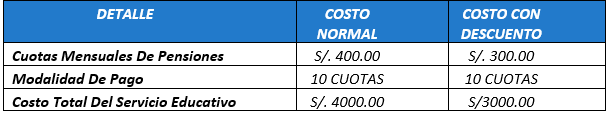 DETALLE COSTO NORMAL COSTO CON DESCUENTO
Cuotas Mensuales De Pensiones S/. 400.00 S/. 300.00
Modalidad De Pago 10 CUOTAS 10 CUOTAS
Costo Total Del Servicio Educativo S/. 4000.00 S/3000.00